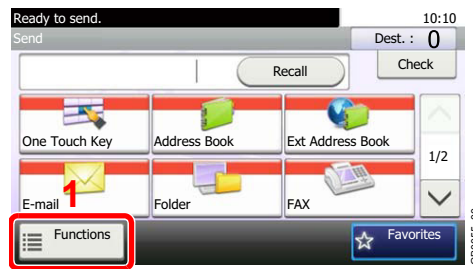 Ready to send. 10:10
Send Dest. : 0
Recall Check
One Touch Key Address Book Ext Address Book
1/2
E-mail 1 Folder FAX
Functions Favorites